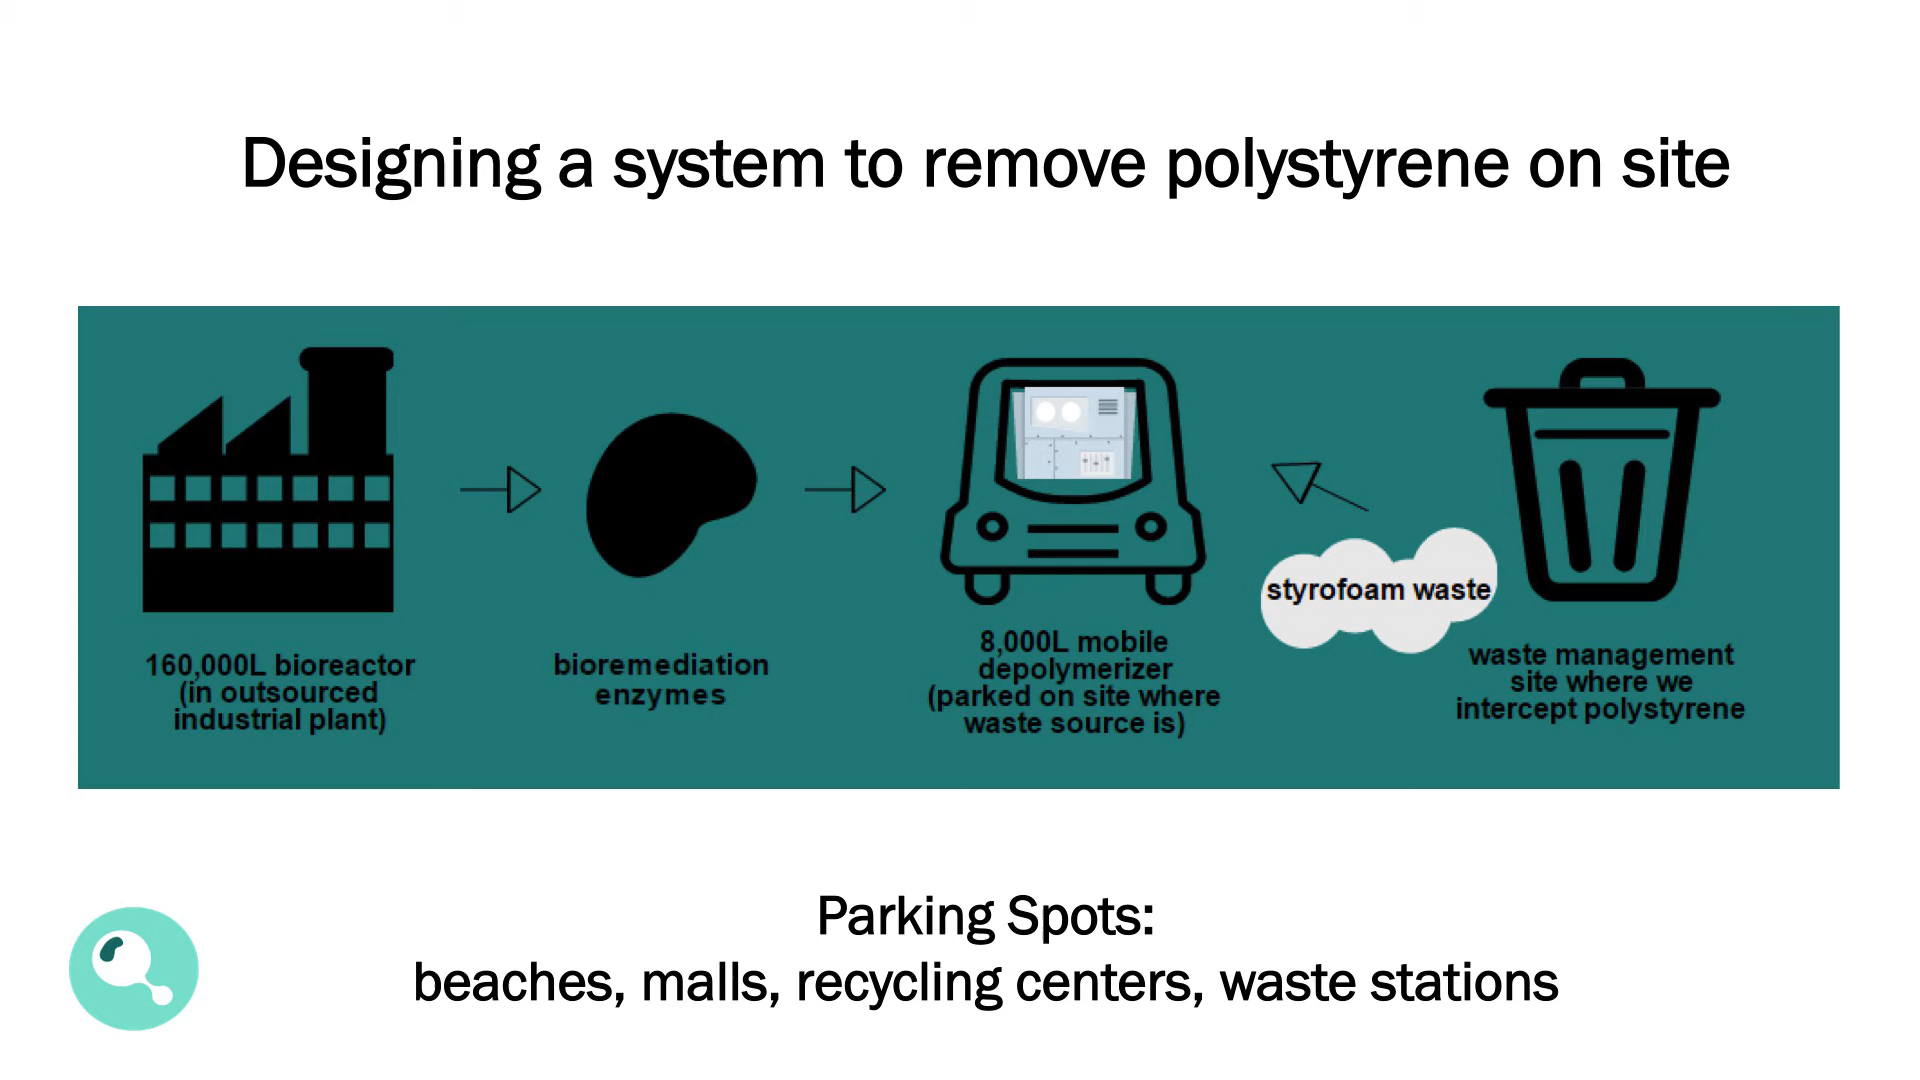 Designing a system to remove polystyrene on site
160,000L bioreactor
(in outsourced
industrial plant)
bioremediation
enzymes
8,000L mobile
depolymerizer
(parked on site where
waste source is)
styrofoam waste
waste management
site where we
intercept polystyrene
Parking Spots:
beaches, malls, recycling centers, waste stations